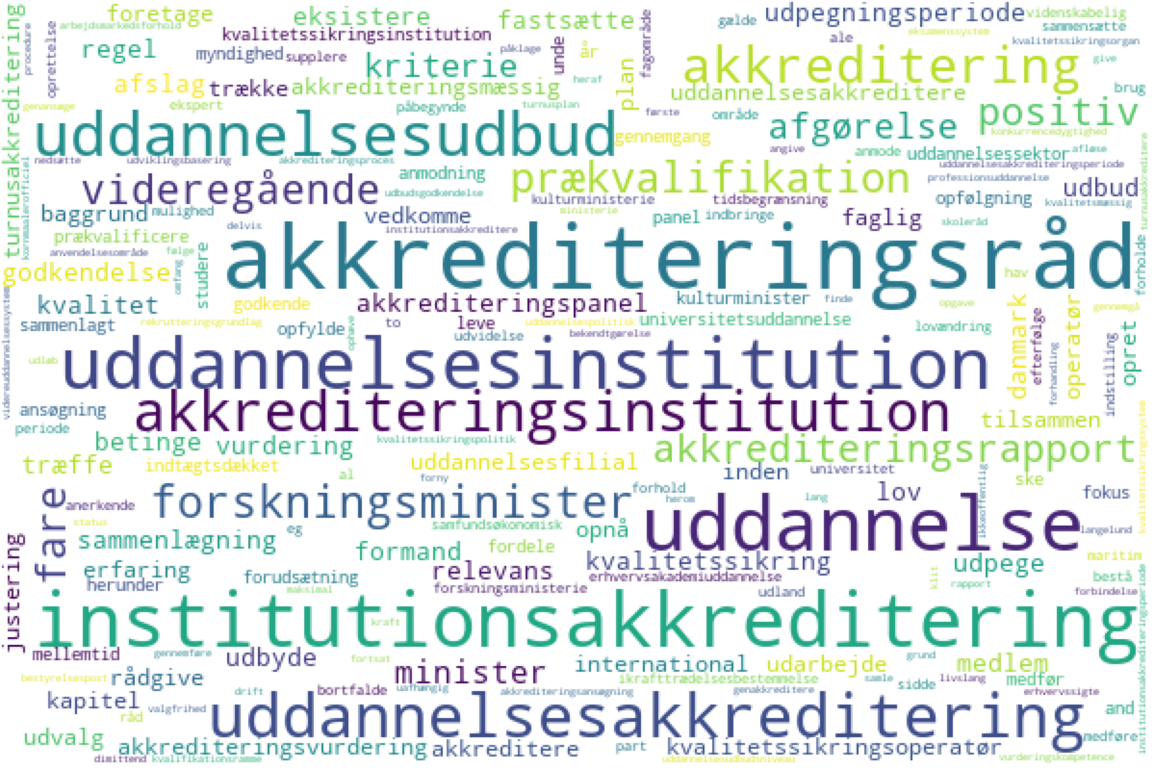 foretage
arbejdsmarkedsforhold
eksistere
kvalitetssikringsinstitution
fastsætte
fagområde
gælde
udpegningsperiode
videnskabelig
sammensætte
ale
eksamenssystem
kvalitetssikringsorgan
turnusakkreditering
procedure
oprettelse
regel
myndighed
supplere
påklage
unde
år
kriterie
akkreditering
give
afslag
trække
akkrediteringsmæssig
heraf
plan
uddannelsesakkreditere
brug
genansøge
ekspert
påbegynde
turnusplan
første
område
positiv
uddannelsesudbud
gennemgang
afgørelse
konkurrencedygtighed
angive
anmode
uddannelsessektor
afløse
nedsætte
udviklingsbasering
akkrediteringsproces
anmodning
uddannelsesakkrediteringsperiode
videregående
prækvalifikation
professionsuddannelse
udbud
udbudsgodkendelse
kulturministerie
tidsbegrænsning
opfølgning
kvalitetsmæssig
baggrund
mulighed
vedkomme
ministerie
panel
indbringe
faglig
skoleråd
turnusakkreditere
delvis
institutionsakkreditere
prækvalificere
anvendelsesområde
følge
studere
akkrediteringsråd
forholde
godkendelse
omfang
hav
kvalitet
godkende
akkrediteringspanel
kulturminister
finde
opgave
danmark
efterfølge
operatør
gennemgå
opret
sammenlagt
rekrutteringsgrundlag
opfylde
ophæve
to
leve
uddannelsespolitisk
universitetsuddannelse
lovændring
udvidelse
bekendtgørelse
udløb
uddannelsesinstitution
forhandling
indstilling
ansøgning
akkrediteringsinstitution
periode
tilsammen
betinge
vurdering
kvalitetssikringspolitik
akkrediteringsrapport
træffe
indtægtsdækket
al
uddannelsesfilial
forny
inden
universitet
ske
fare
anerkende
forskningsminister
forhold
herom
lang
lov
ikkeoffentlig
fokus
kvalitetssikringssystem
status
eg
samfundsøkonomisk
opnå
uddannelse
langelund
sammenlægning
formand
fordele
kvalitetssikring
maritim
justering
erfaring
forudsætning
relevans
erhvervsakademiuddannelse
udpege
bestå
herunder
maksimal
forskningsministerie
udland
klit
rapport
forbindelse
institutionsakkreditering
kraft
institutionsakkrediteringsperiode
mellemtid
gennemføre
udbyde
fortsat
grund
bestyrelsespost
rådgive
minister
international
udarbejde
medlem
ikrafttrædelsesbestemmelse
samle
livslang
medfør
kapitel
drift
bortfalde
uafhængig
akkrediteringsansøgning
genakkreditere
sidde
erhvervssigte
råd
valgfrihed
uddannelsesakkreditering
and
udvalg
medføre
akkrediteringsvurdering
akkreditere
part
kvalitetssikringsoperatør
dimittend
kvalifikationsramme
uddannelsesudbudsniveau
vurderingskompetence